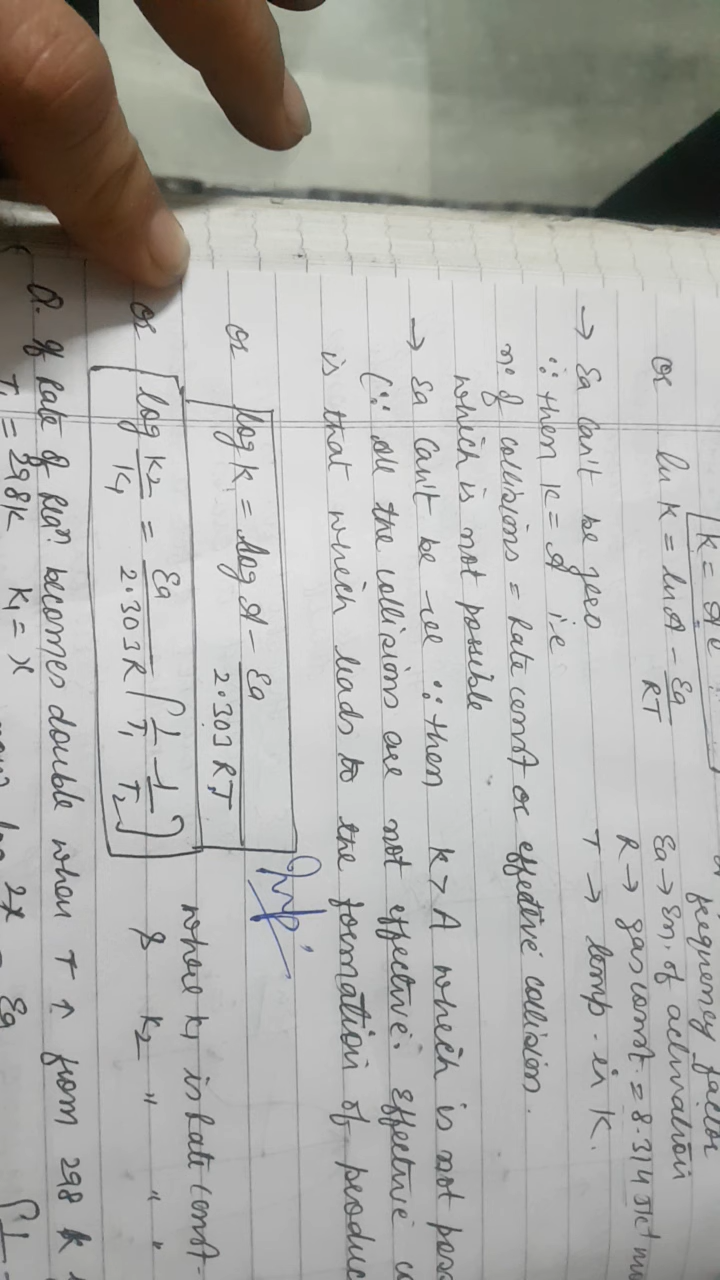 k = A e
frequency factor
or ln K = ln A - Ea/RT Ea → En. of activation
R → gas const. = 8.314 JK-1 m
T → temp. in K.
→ Ea can't be zero
∵ then K = A i.e
no. of collisions = Rate const or effective collision.
which is not possible
→ Ea can't be -ve ∵ then K > A which is not poss
(∵ all the collisions are not effective. Effective co
is that which leads to the formation of produc
or log K = log A - Ea/2.303 RT Imp.
or log K2/K1 = Ea/2.303R [1/T1 - 1/T2] where K1 is Rate const-
& K2 " " "
Q. If Rate of Reqn. becomes double when T ↑ from 298 K
T1 = 298K K1 = x log 2x = Ea